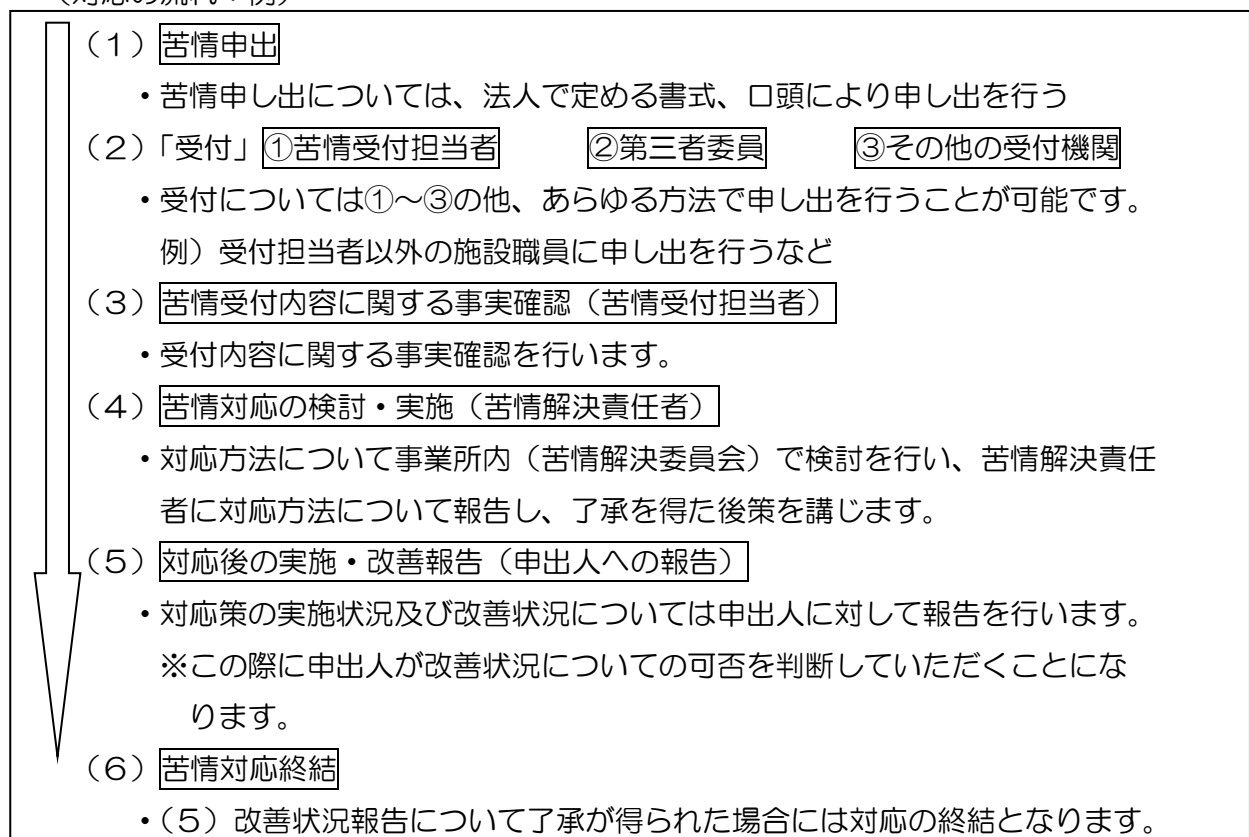 （１）苦情申出
・苦情申し出については、法人で定める書式、口頭により申し出を行う
（２）「受付」①苦情受付担当者　②第三者委員　③その他の受付機関
・受付については①～③の他、あらゆる方法で申し出を行うことが可能です。
例）受付担当者以外の施設職員に申し出を行うなど
（３）苦情受付内容に関する事実確認（苦情受付担当者）
・受付内容に関する事実確認を行います。
（４）苦情対応の検討・実施（苦情解決責任者）
・対応方法について事業所内（苦情解決委員会）で検討を行い、苦情解決責任
者に対応方法について報告し、了承を得た後策を講じます。
（５）対応後の実施・改善報告（申出人への報告）
・対応策の実施状況及び改善状況については申出人に対して報告を行います。
※この際に申出人が改善状況についての可否を判断していただくことにな
ります。
（６）苦情対応終結
・（５）改善状況報告について了承が得られた場合には対応の終結となります。